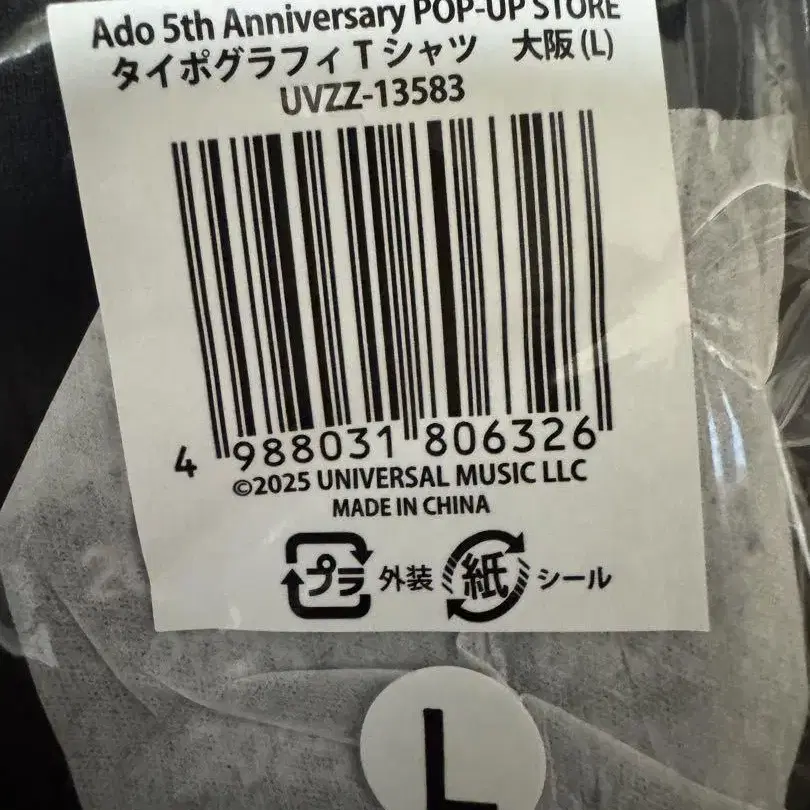 Ado 5th Anniversary POP-UP STORE
タイポグラフィTシャツ 大阪(L)
UVZZ-13583
4 988031 806326
©2025 UNIVERSAL MUSIC LLC
MADE IN CHINA
プラ 外装 紙 シール
L